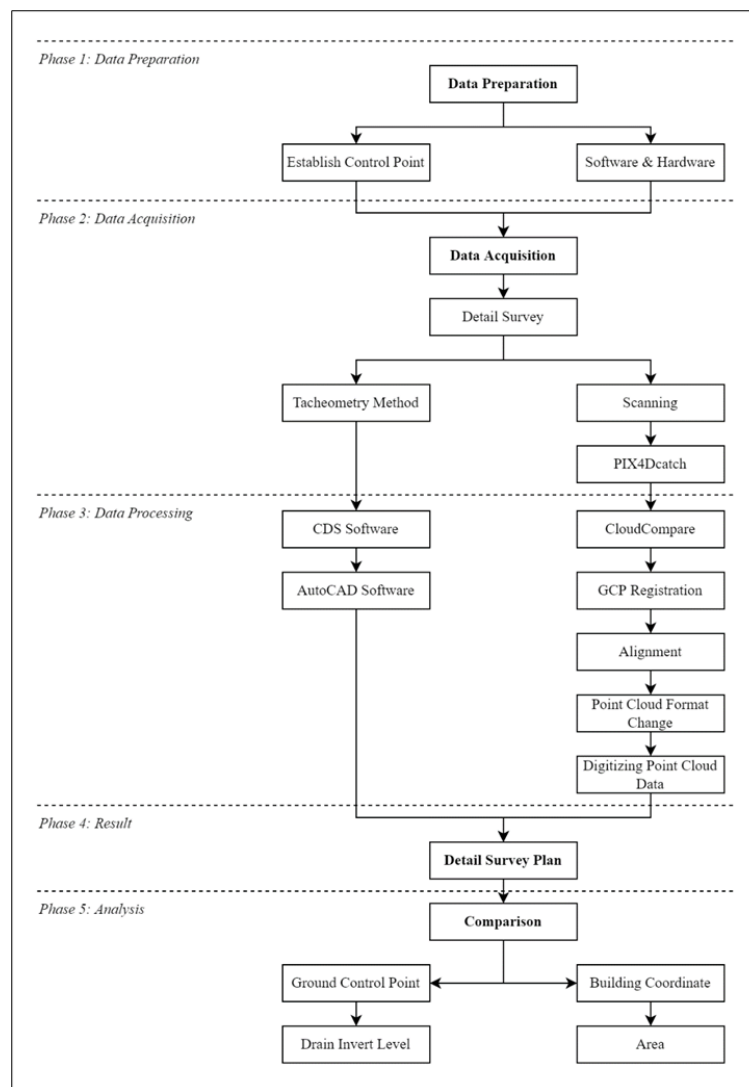 Phase 1: Data Preparation
Data Preparation
Establish Control Point
Software & Hardware
Phase 2: Data Acquisition
Data Acquisition
Detail Survey
Tacheometry Method
Scanning
PIX4Dcatch
Phase 3: Data Processing
CDS Software
CloudCompare
AutoCAD Software
GCP Registration
Alignment
Point Cloud Format
Change
Digitizing Point Cloud
Data
Phase 4: Result
Detail Survey Plan
Phase 5: Analysis
Comparison
Ground Control Point
Building Coordinate
Drain Invert Level
Area